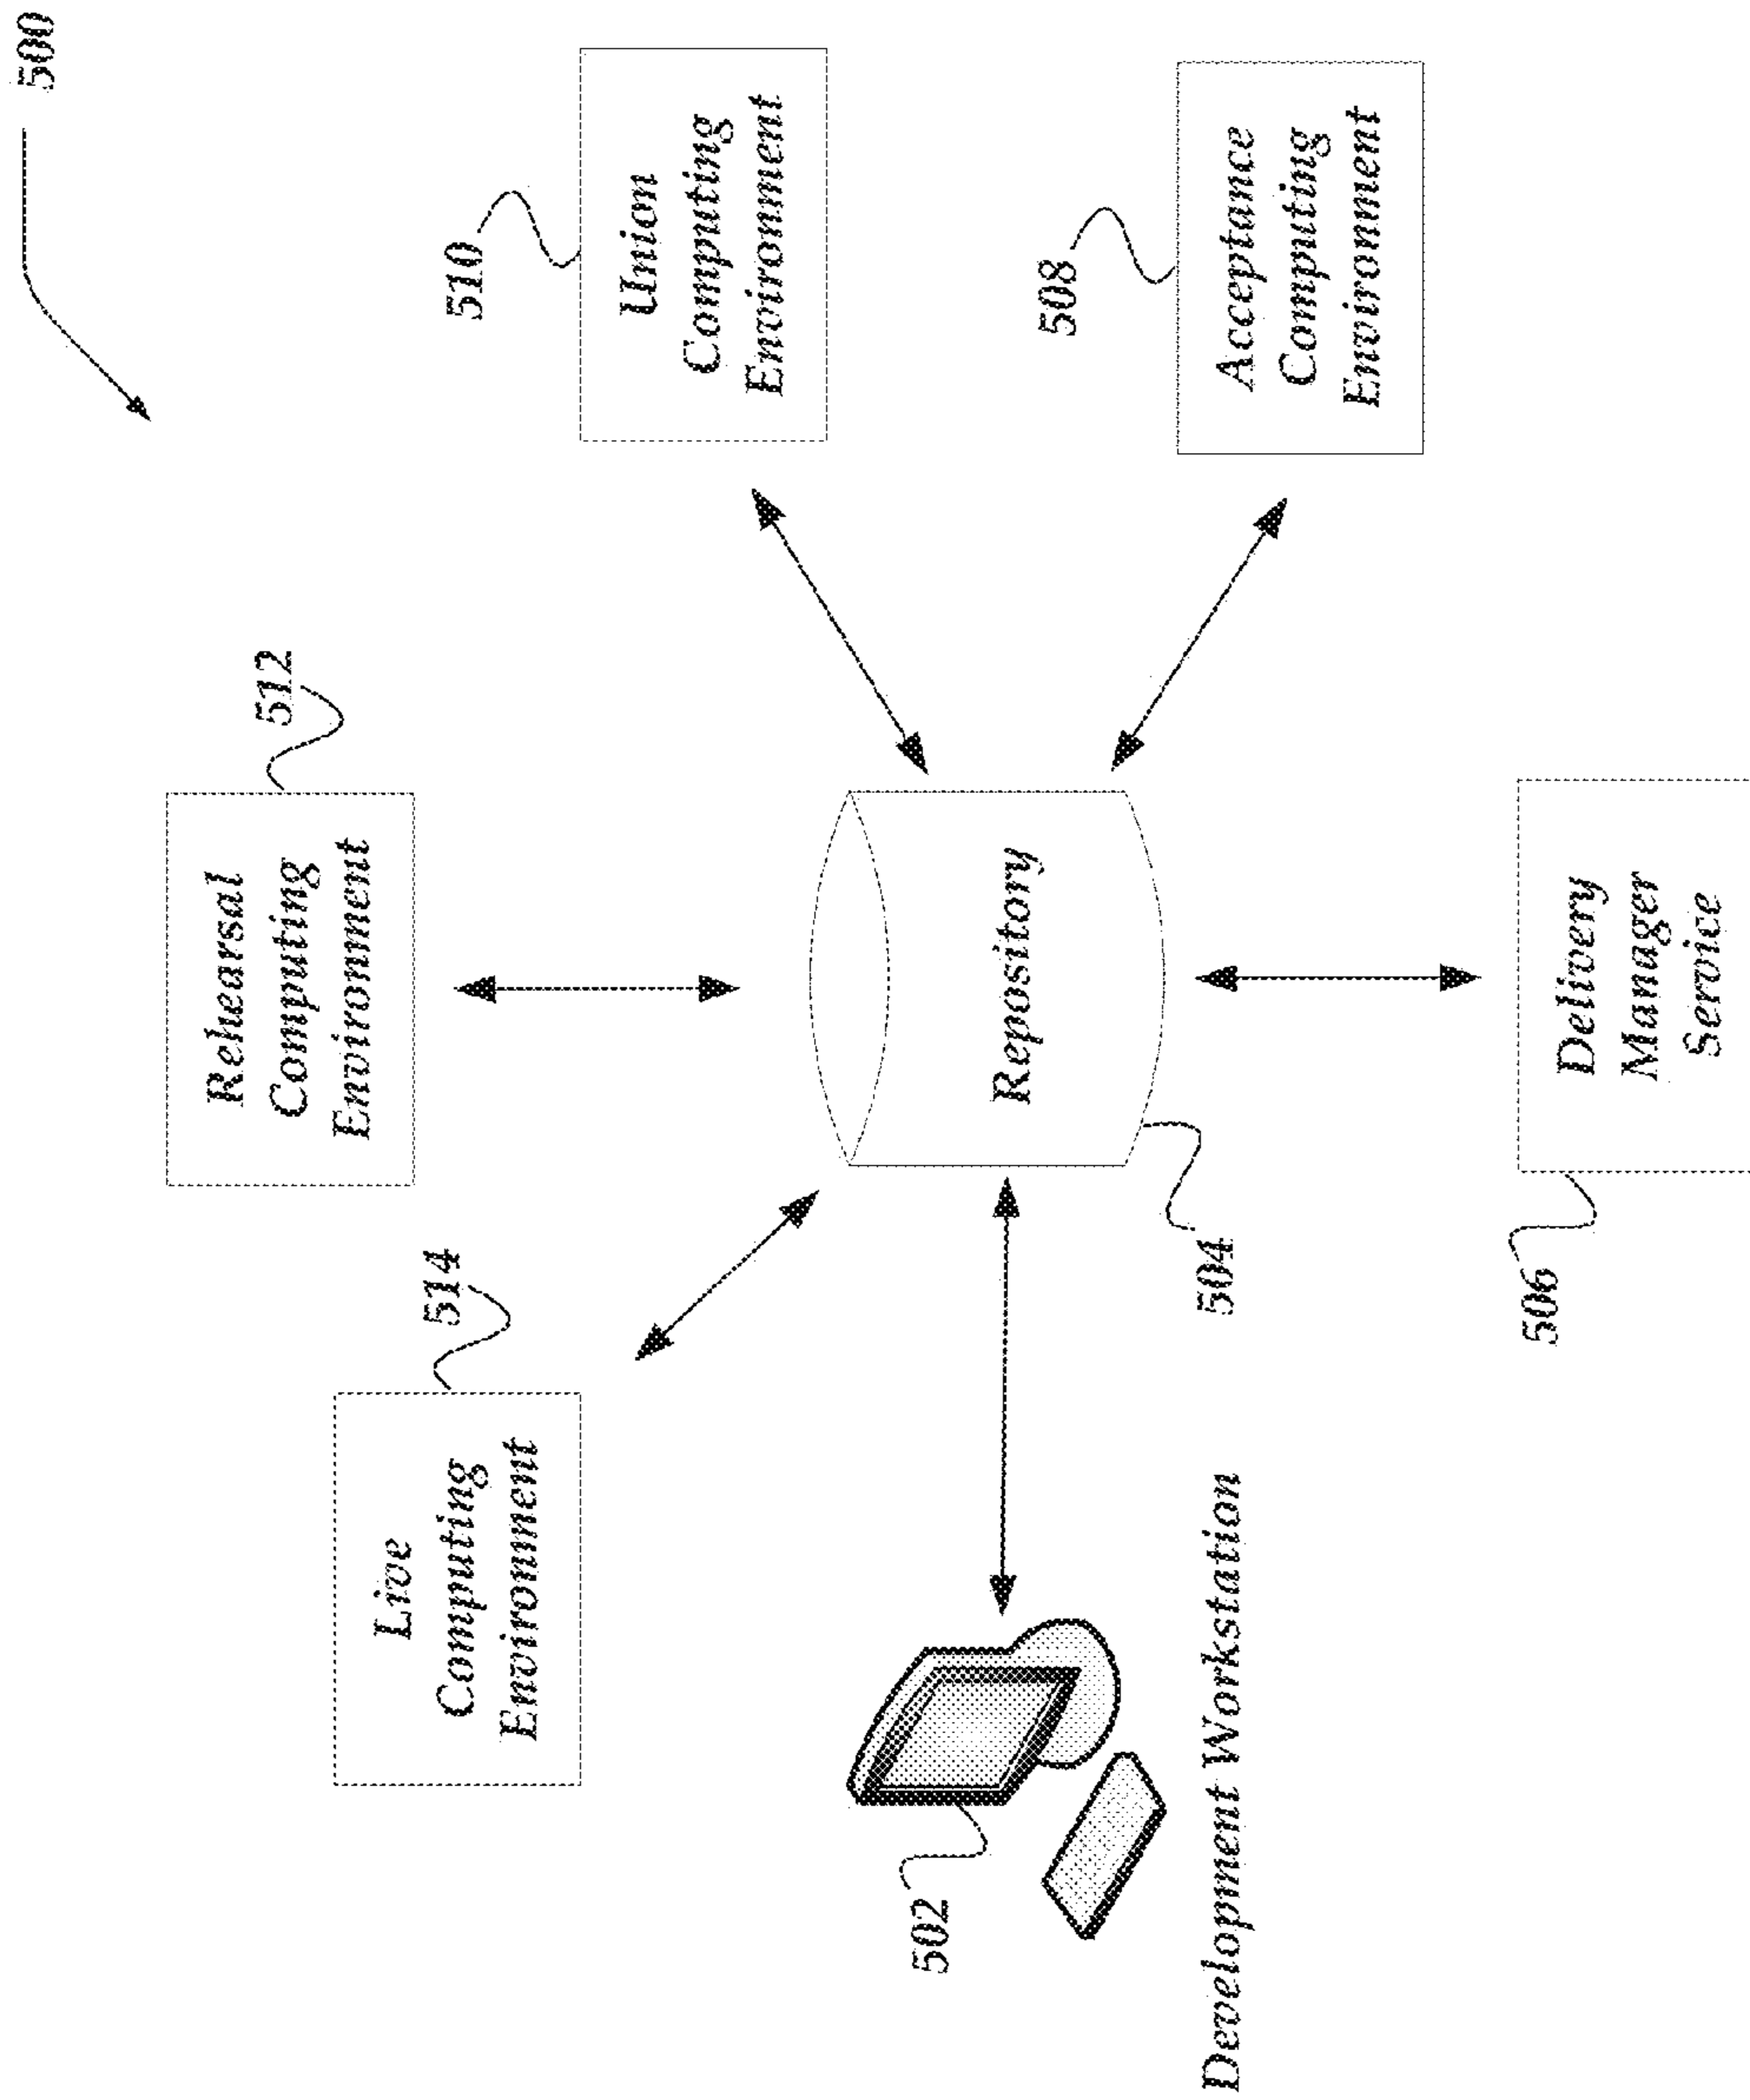 500
512
Rehearsal
Computing
Environment
514
Live
Computing
Environment
510
Union
Computing
Environment
Repository
504
502
Development Workstation
508
Acceptance
Computing
Environment
506
Delivery
Manager
Service